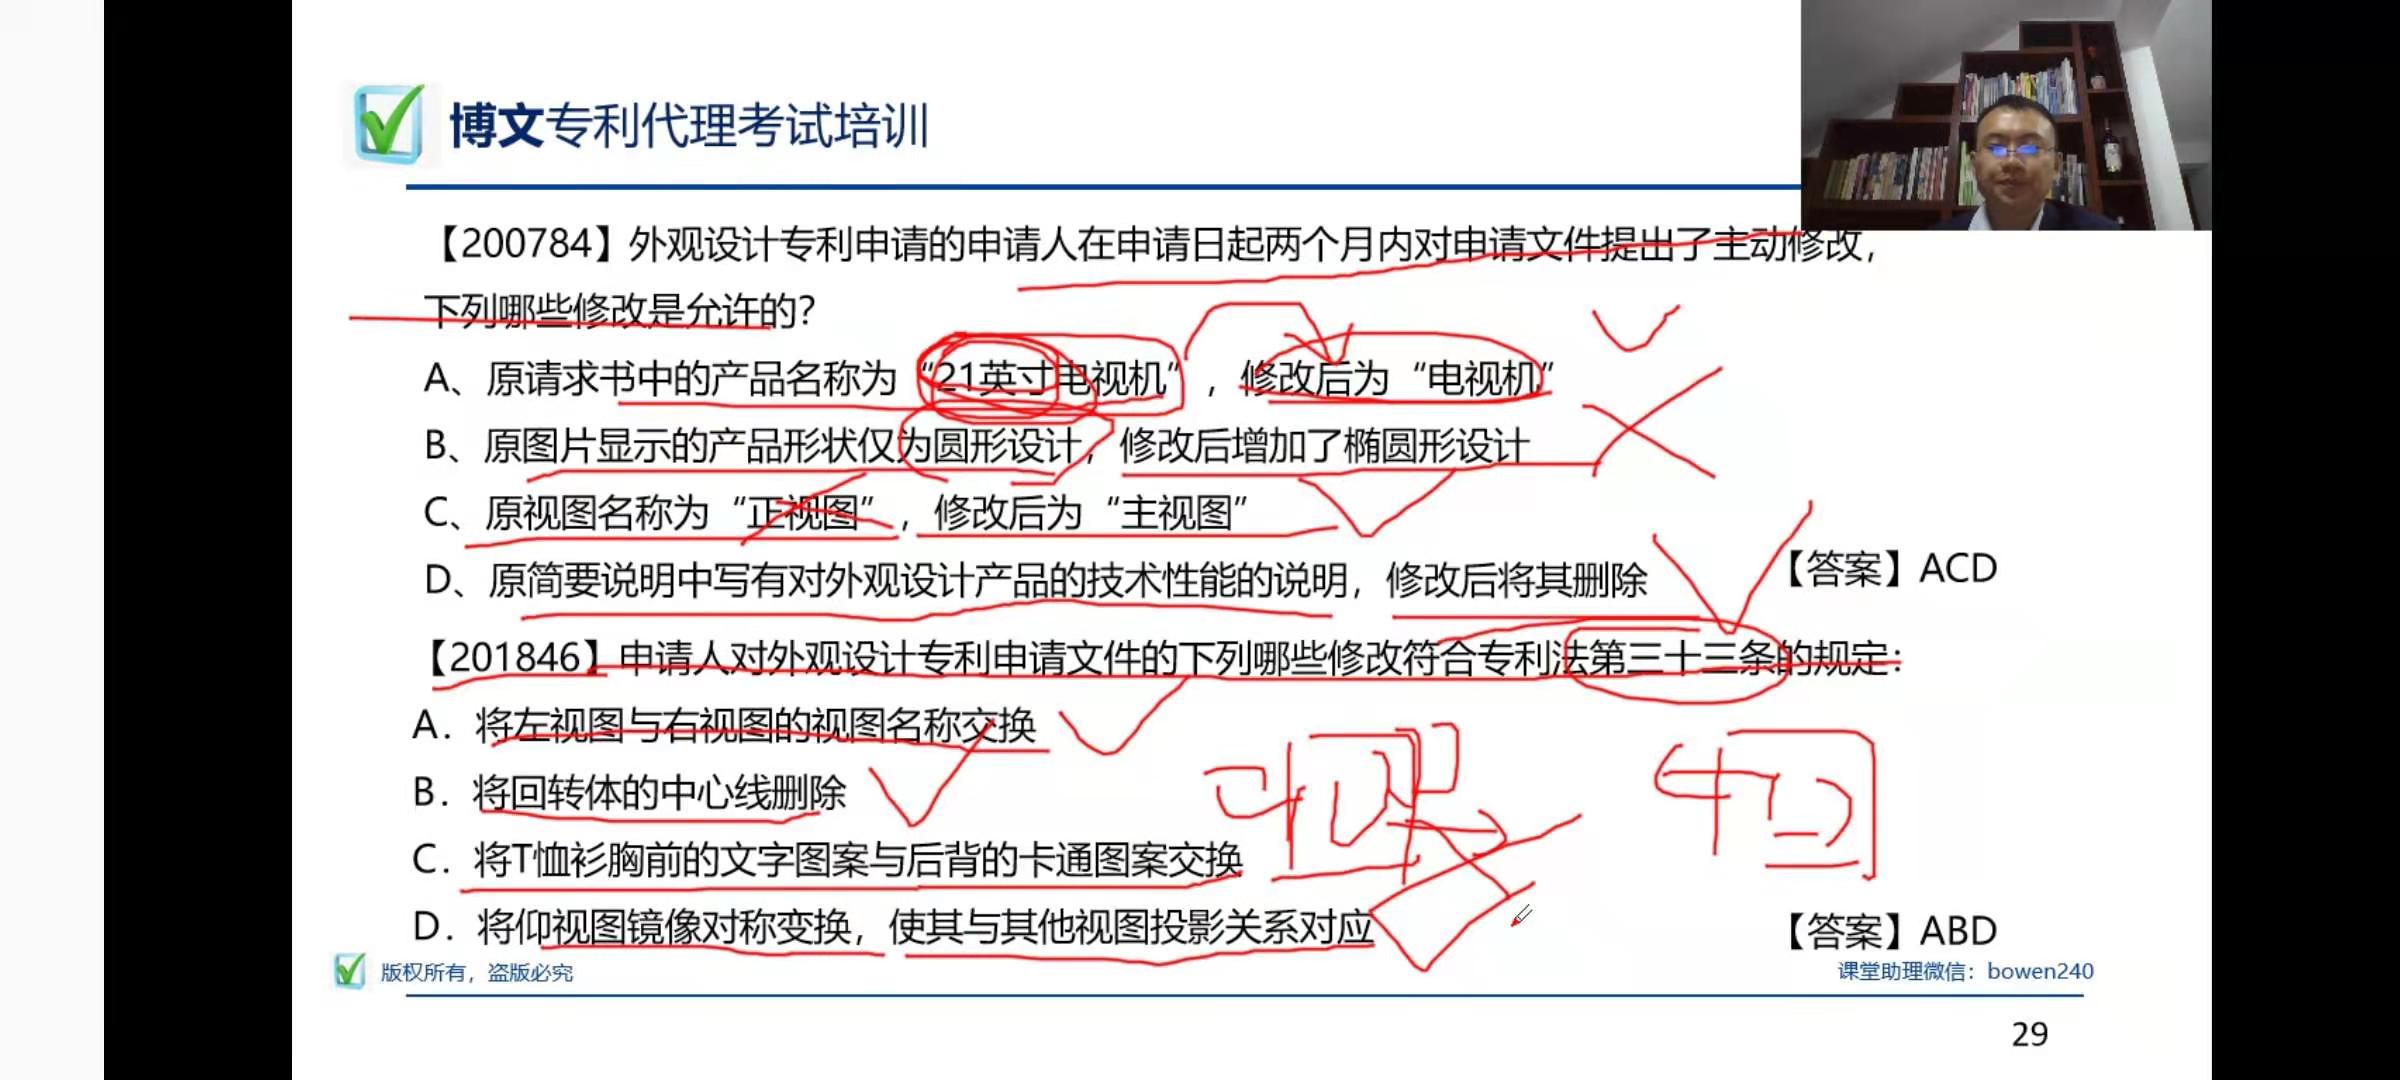 博文专利代理考试培训
【200784】外观设计专利申请的申请人在申请日起两个月内对申请文件提出了主动修改，
下列哪些修改是允许的？
A、原请求书中的产品名称为“21英寸电视机”，修改后为“电视机”
B、原图片显示的产品形状仅为圆形设计，修改后增加了椭圆形设计
C、原视图名称为“正视图”，修改后为“主视图”
D、原简要说明中写有对外观设计产品的技术性能的说明，修改后将其删除
【答案】ACD
【201846】申请人对外观设计专利申请文件的下列哪些修改符合专利法第三十三条的规定：
A. 将左视图与右视图的视图名称交换
B. 将回转体的中心线删除
C. 将T恤衫胸前的文字图案与后背的卡通图案交换
D. 将仰视图镜像对称变换，使其与其他视图投影关系对应
【答案】ABD
版权所有，盗版必究
课堂助理微信：bowen240
29